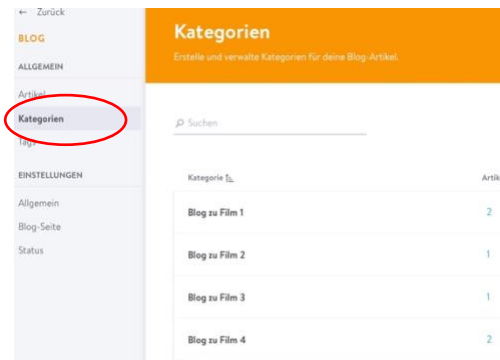 ← Zurück
BLOG
ALLGEMEIN
Artikel
Kategorien
Tags
EINSTELLUNGEN
Allgemein
Blog-Seite
Status
Kategorien
Erstelle und verwalte Kategorien für deine Blog-Artikel.
Suchen
Kategorie Artike
Blog zu Film 1 2
Blog zu Film 2 1
Blog zu Film 3 1
Blog zu Film 4 2